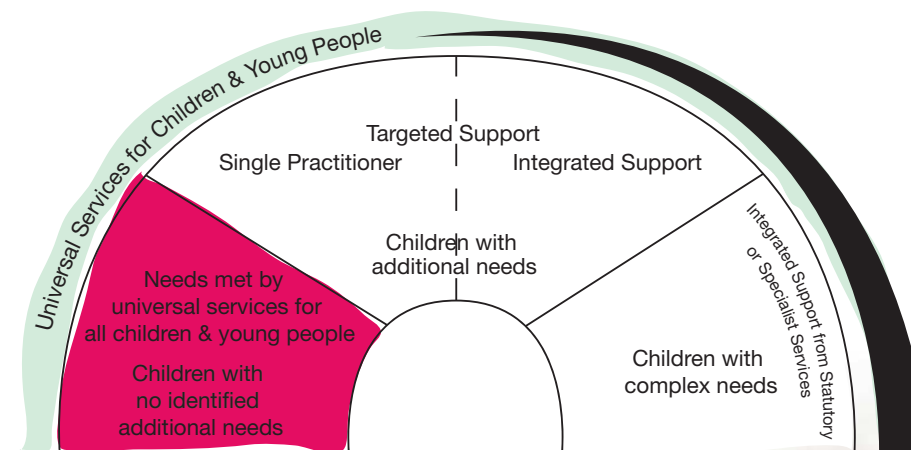 Universal Services for Children & Young People
Targeted Support
Single Practitioner
Integrated Support
Children with
additional needs
Needs met by
universal services for
all children & young people
Children with
no identified
additional needs
Children with
complex needs
Integrated Support from Statutory
or Specialist Services